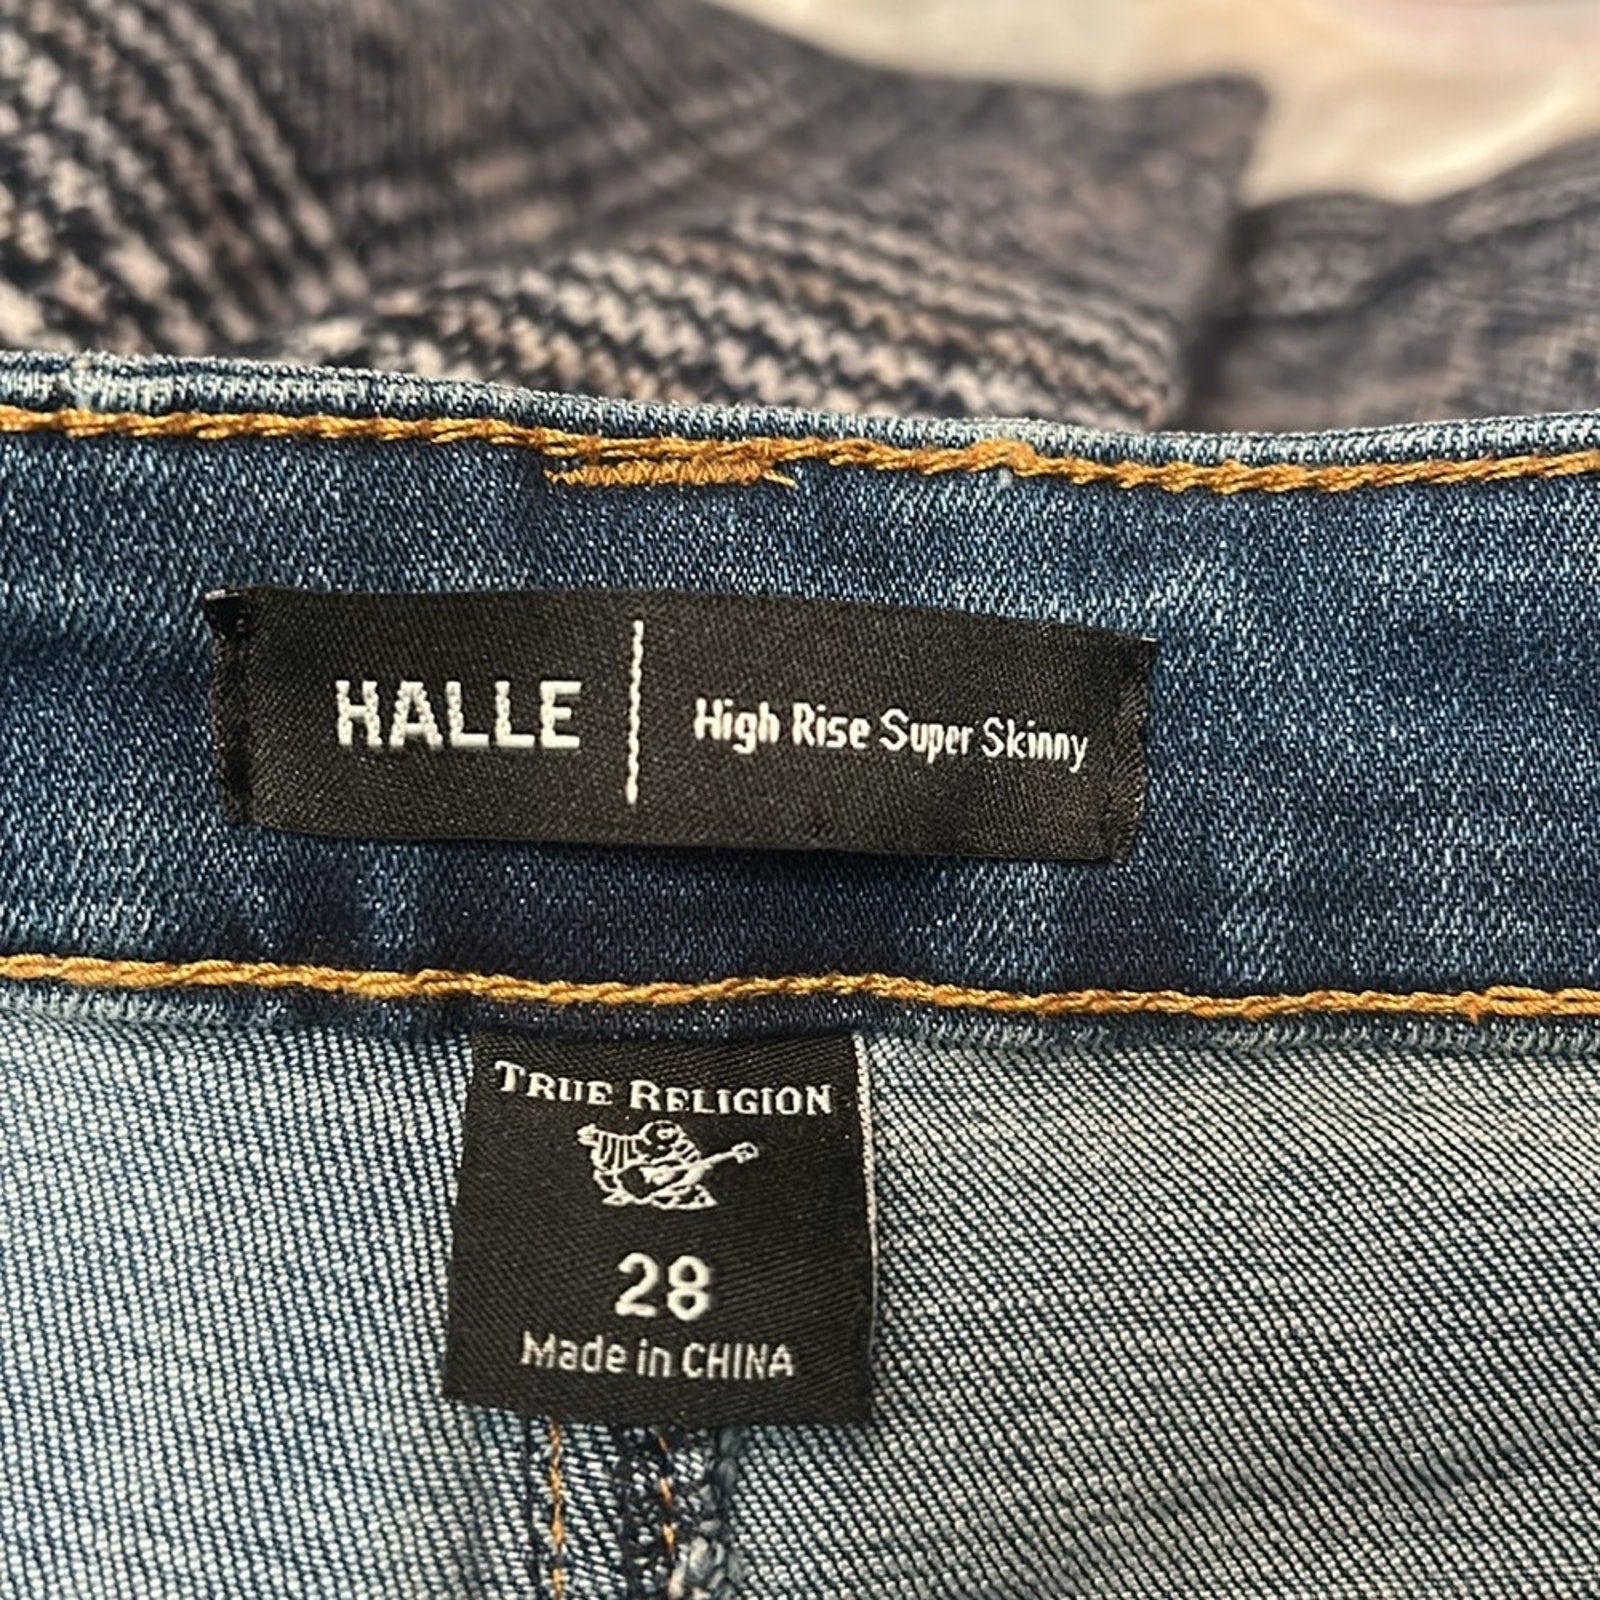 HALLE | High Rise Super Skinny
TRUE RELIGION
28
Made in CHINA